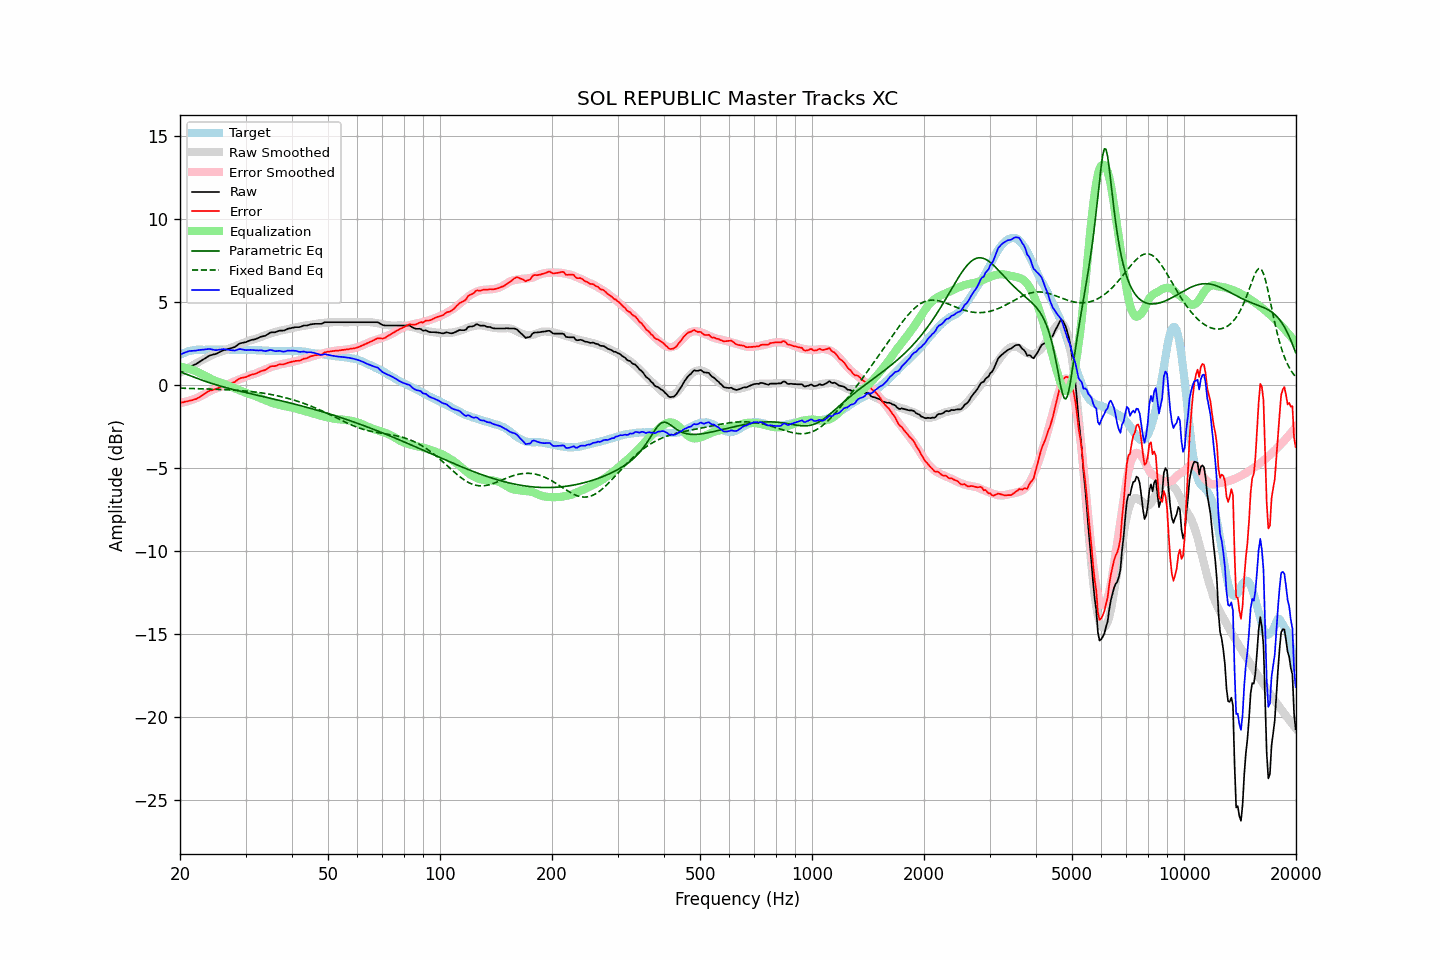 SOL REPUBLIC Master Tracks XC
Target
Raw Smoothed
Error Smoothed
Raw
Error
Equalization
Parametric Eq
Fixed Band Eq
Equalized
15
10
5
0
−5
−10
−15
−20
−25
Amplitude (dBr)
20 50 100 200 500 1000 2000 5000 10000 20000
Frequency (Hz)